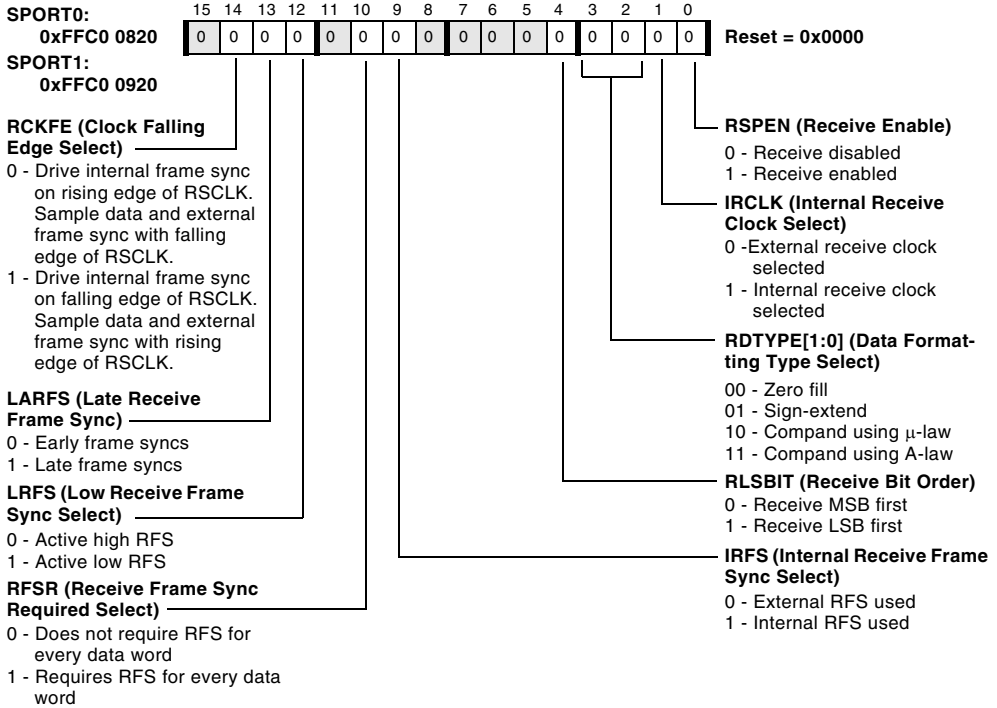 SPORT0:
0xFFC0 0820
SPORT1:
0xFFC0 0920
15 14 13 12 11 10 9 8 7 6 5 4 3 2 1 0
0 0 0 0 0 0 0 0 0 0 0 0 0 0 0 0
Reset = 0x0000
RCKFE (Clock Falling
Edge Select)
0 - Drive internal frame sync
on rising edge of RSCLK.
Sample data and external
frame sync with falling
edge of RSCLK.
1 - Drive internal frame sync
on falling edge of RSCLK.
Sample data and external
frame sync with rising
edge of RSCLK.
LARFS (Late Receive
Frame Sync)
0 - Early frame syncs
1 - Late frame syncs
LRFS (Low Receive Frame
Sync Select)
0 - Active high RFS
1 - Active low RFS
RFSR (Receive Frame Sync
Required Select)
0 - Does not require RFS for
every data word
1 - Requires RFS for every data
word
RSPEN (Receive Enable)
0 - Receive disabled
1 - Receive enabled
IRCLK (Internal Receive
Clock Select)
0 -External receive clock
selected
1 - Internal receive clock
selected
RDTYPE[1:0] (Data Format-
ting Type Select)
00 - Zero fill
01 - Sign-extend
10 - Compand using μ-law
11 - Compand using A-law
RLSBIT (Receive Bit Order)
0 - Receive MSB first
1 - Receive LSB first
IRFS (Internal Receive Frame
Sync Select)
0 - External RFS used
1 - Internal RFS used